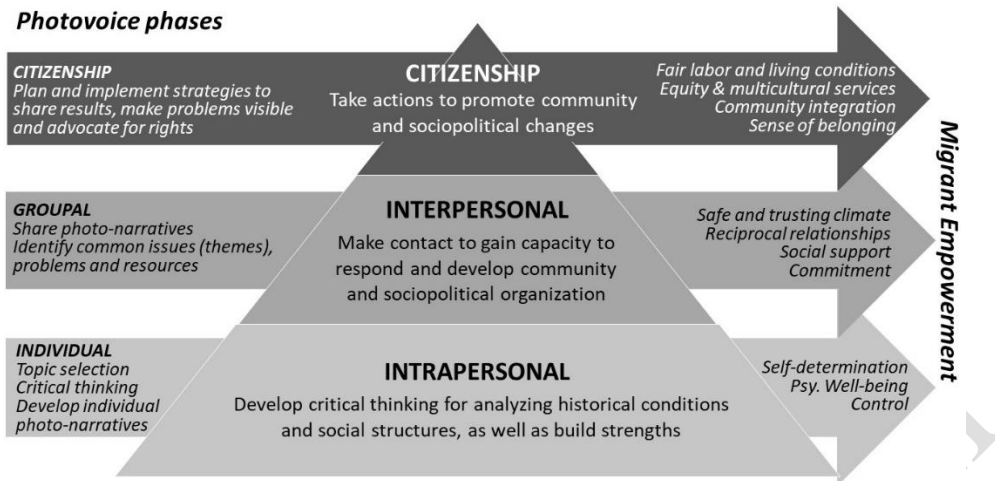 Photovoice phases
CITIZENSHIP
Plan and implement strategies to
share results, make problems visible
and advocate for rights
CITIZENSHIP
Take actions to promote community
and sociopolitical changes
Fair labor and living conditions
Equity & multicultural services
Community integration
Sense of belonging
GROUPAL
Share photo-narratives
Identify common issues (themes),
problems and resources
INTERPERSONAL
Make contact to gain capacity to
respond and develop community
and sociopolitical organization
Safe and trusting climate
Reciprocal relationships
Social support
Commitment
INDIVIDUAL
Topic selection
Critical thinking
Develop individual
photo-narratives
INTRAPERSONAL
Develop critical thinking for analyzing historical conditions
and social structures, as well as build strengths
Self-determination
Psy. Well-being
Control
Migrant Empowerment